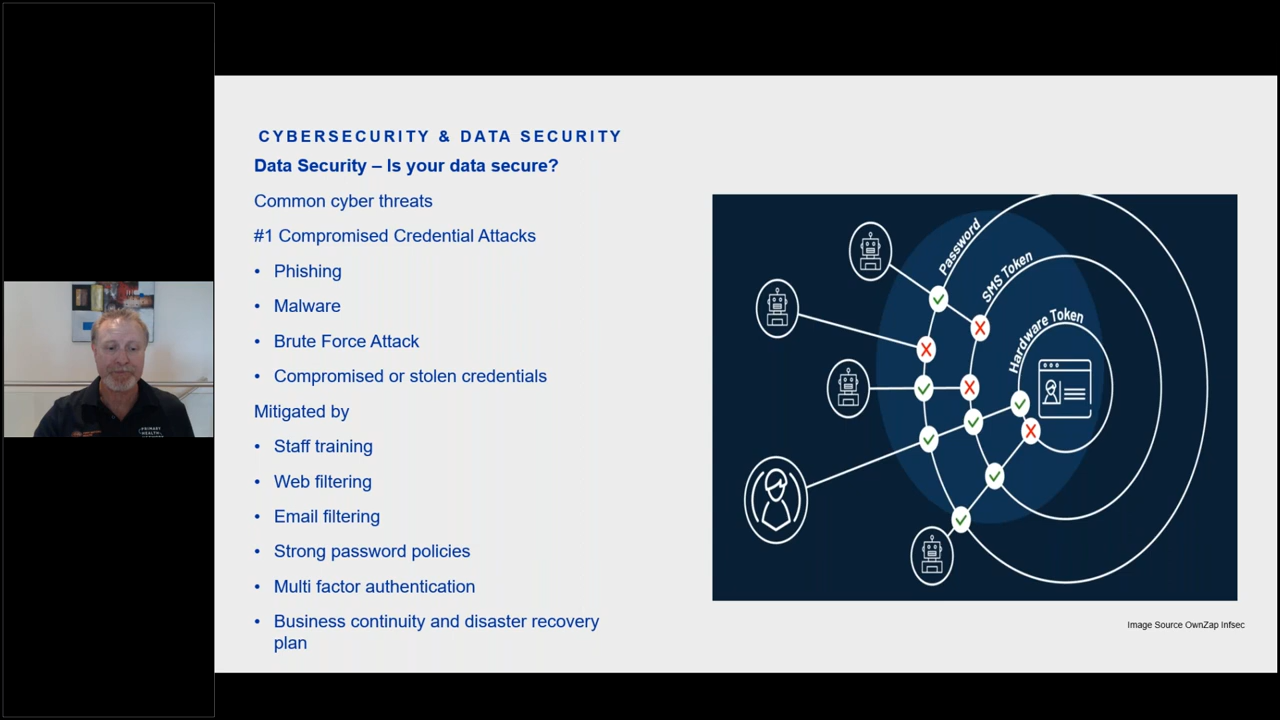 CYBERSECURITY & DATA SECURITY
Data Security – Is your data secure?
Common cyber threats
#1 Compromised Credential Attacks
• Phishing
• Malware
• Brute Force Attack
• Compromised or stolen credentials
Mitigated by
• Staff training
• Web filtering
• Email filtering
• Strong password policies
• Multi factor authentication
• Business continuity and disaster recovery
plan
Password
SMS Token
Hardware Token
Image Source OwnZap Infsec